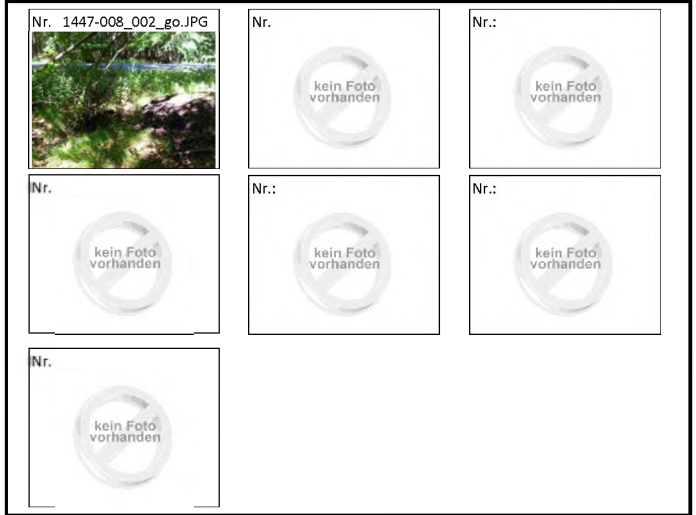 Nr. 1447-008_002_go.JPG
Nr.
kein Foto
vorhanden
Nr.:
kein Foto
vorhanden
Nr.
kein Foto
vorhanden
Nr.:
kein Foto
vorhanden
Nr.:
kein Foto
vorhanden
Nr.
kein Foto
vorhanden